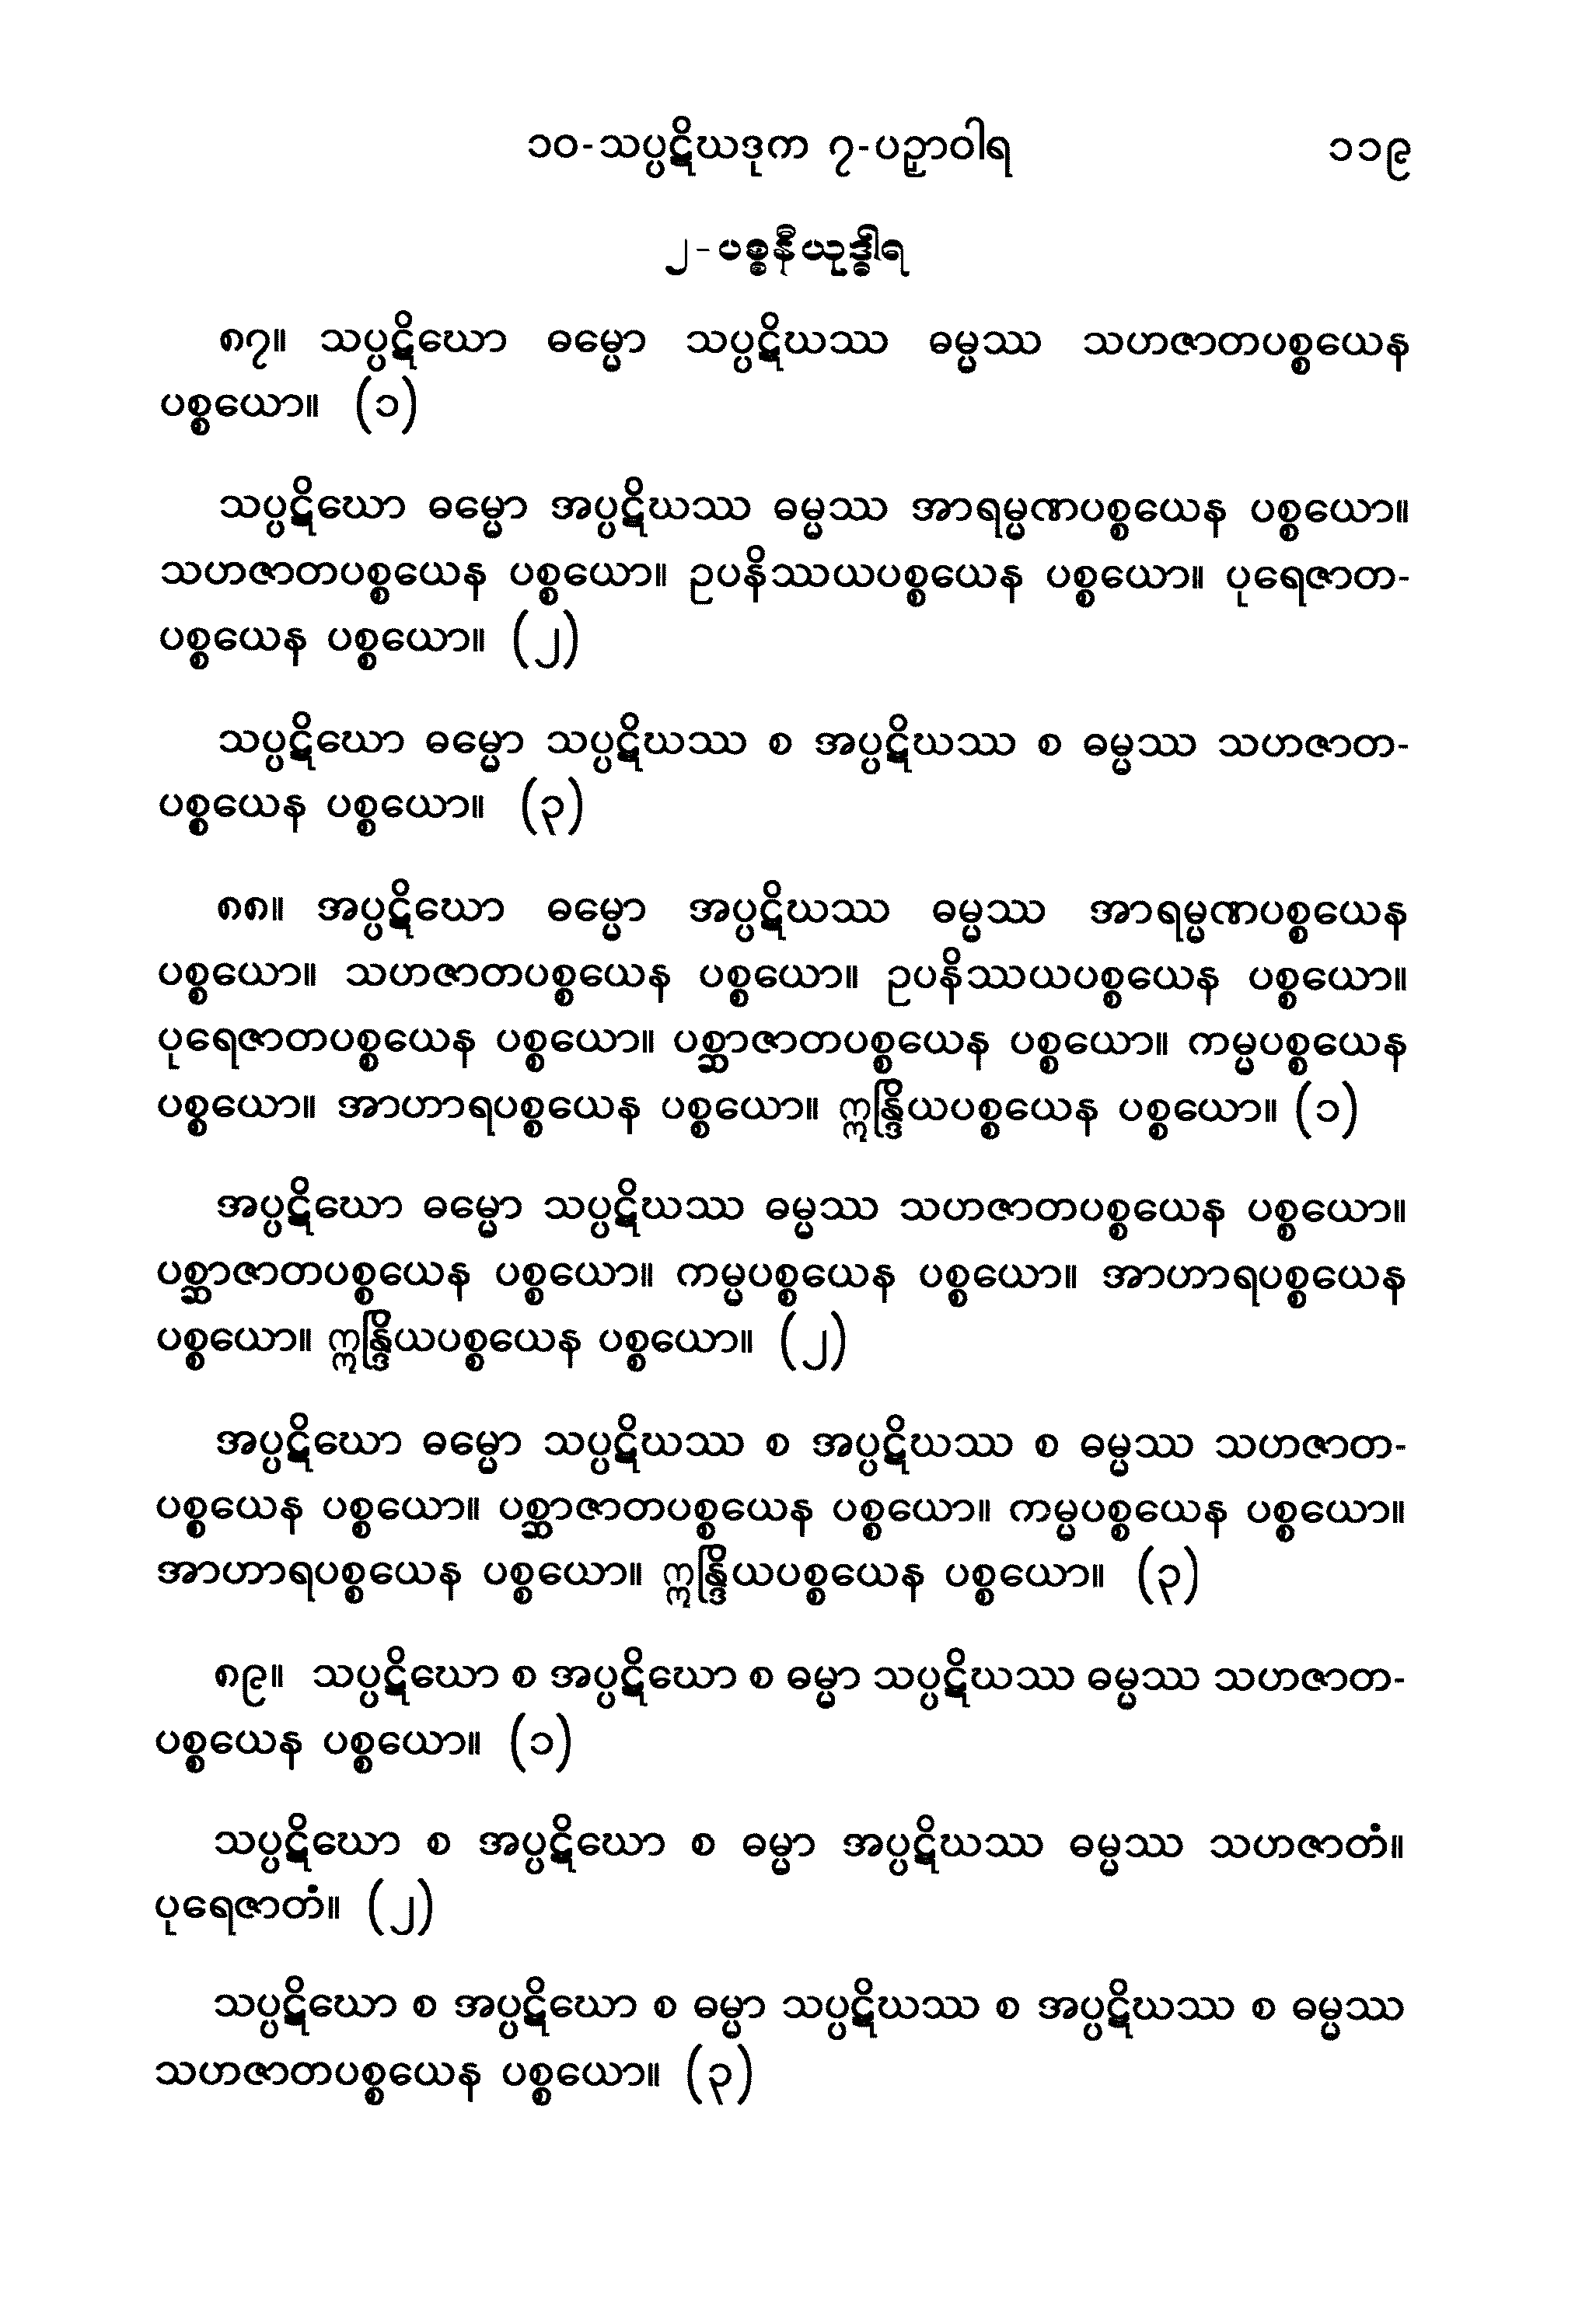 ၁၀-သပ္ပဋိဃဒုက ၇-ပဉှာဝါရ ၁၁၉
၂-ပစ္စနီယုဒ္ဓါရ
၈၇။ သပ္ပဋိဃော ဓမ္မော သပ္ပဋိဃဿ ဓမ္မဿ သဟဇာတပစ္စယေန
ပစ္စယော။ (၁)
သပ္ပဋိဃော ဓမ္မော အပ္ပဋိဃဿ ဓမ္မဿ အာရမ္မဏပစ္စယေန ပစ္စယော။
သဟဇာတပစ္စယေန ပစ္စယော။ ဥပနိဿယပစ္စယေန ပစ္စယော။ ပုရေဇာတ-
ပစ္စယေန ပစ္စယော။ (၂)
သပ္ပဋိဃော ဓမ္မော သပ္ပဋိဃဿ စ အပ္ပဋိဃဿ စ ဓမ္မဿ သဟဇာတ-
ပစ္စယေန ပစ္စယော။ (၃)
၈၈။ အပ္ပဋိဃော ဓမ္မော အပ္ပဋိဃဿ ဓမ္မဿ အာရမ္မဏပစ္စယေန
ပစ္စယော။ သဟဇာတပစ္စယေန ပစ္စယော။ ဥပနိဿယပစ္စယေန ပစ္စယော။
ပုရေဇာတပစ္စယေန ပစ္စယော။ ပစ္ဆာဇာတပစ္စယေန ပစ္စယော။ ကမ္မပစ္စယေန
ပစ္စယော။ အာဟာရပစ္စယေန ပစ္စယော။ ဣန္ဒြိယပစ္စယေန ပစ္စယော။ (၁)
အပ္ပဋိဃော ဓမ္မော သပ္ပဋိဃဿ ဓမ္မဿ သဟဇာတပစ္စယေန ပစ္စယော။
ပစ္ဆာဇာတပစ္စယေန ပစ္စယော။ ကမ္မပစ္စယေန ပစ္စယော။ အာဟာရပစ္စယေန
ပစ္စယော။ ဣန္ဒြိယပစ္စယေန ပစ္စယော။ (၂)
အပ္ပဋိဃော ဓမ္မော သပ္ပဋိဃဿ စ အပ္ပဋိဃဿ စ ဓမ္မဿ သဟဇာတ-
ပစ္စယေန ပစ္စယော။ ပစ္ဆာဇာတပစ္စယေန ပစ္စယော။ ကမ္မပစ္စယေန ပစ္စယော။
အာဟာရပစ္စယေန ပစ္စယော။ ဣန္ဒြိယပစ္စယေန ပစ္စယော။ (၃)
၈၉။ သပ္ပဋိဃော စ အပ္ပဋိဃော စ ဓမ္မာ သပ္ပဋိဃဿ ဓမ္မဿ သဟဇာတ-
ပစ္စယေန ပစ္စယော။ (၁)
သပ္ပဋိဃော စ အပ္ပဋိဃော စ ဓမ္မာ အပ္ပဋိဃဿ ဓမ္မဿ သဟဇာတံ။
ပုရေဇာတံ။ (၂)
သပ္ပဋိဃော စ အပ္ပဋိဃော စ ဓမ္မာ သပ္ပဋိဃဿ စ အပ္ပဋိဃဿ စ ဓမ္မဿ
သဟဇာတပစ္စယေန ပစ္စယော။ (၃)